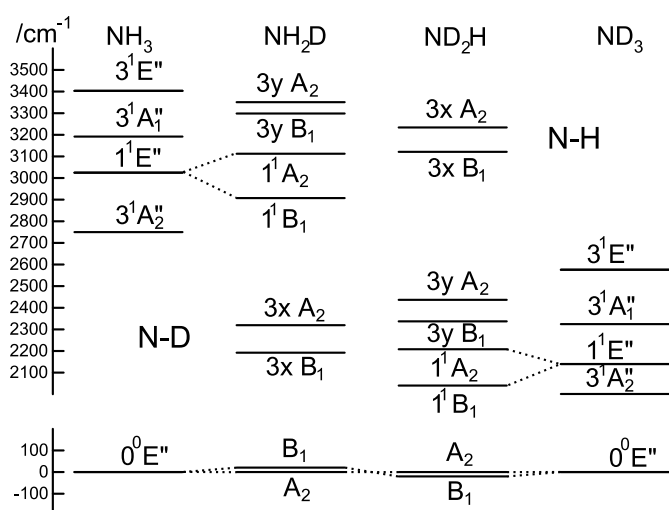 /cm⁻¹ NH₃ NH₂D ND₂H ND₃
3500
3400
3300
3200
3100
3000
2900
2800
2700
2600
2500
2400
2300
2200
2100
100
0
-100
3¹E"
3¹A₁"
1¹E"
3¹A₂"
0⁰E"
3y A₂
3y B₁
1¹A₂
1¹B₁
3x A₂
3x B₁
N-D
B₁
A₂
3x A₂
3x B₁
N-H
3y A₂
3y B₁
1¹A₂
1¹B₁
A₂
B₁
3¹E"
3¹A₁"
1¹E"
3¹A₂"
0⁰E"